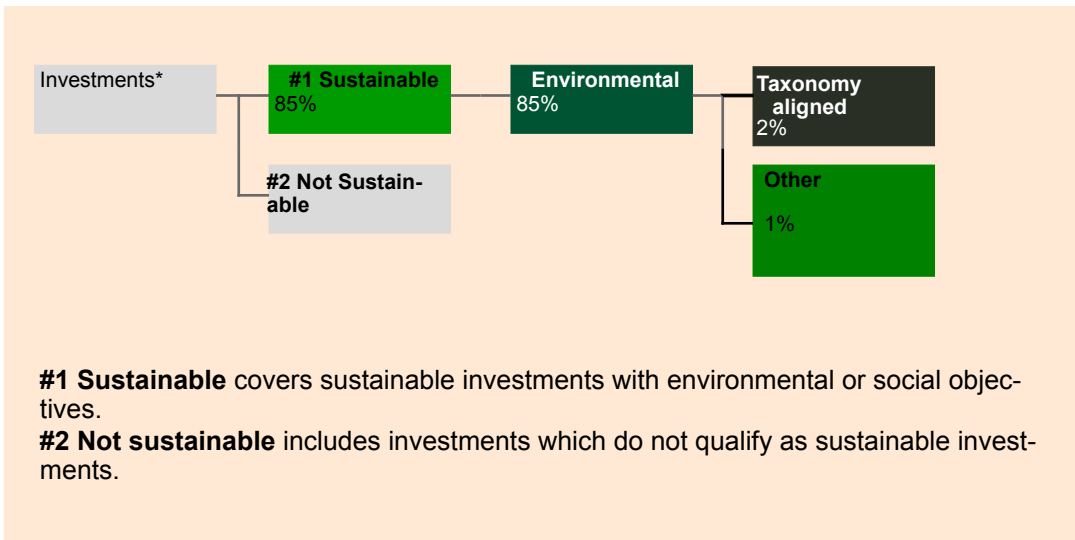 Investments*
#1 Sustainable
85%
Environmental
85%
Taxonomy
aligned
2%
#2 Not Sustain-
able
Other
1%
#1 Sustainable covers sustainable investments with environmental or social objec-
tives.
#2 Not sustainable includes investments which do not qualify as sustainable invest-
ments.